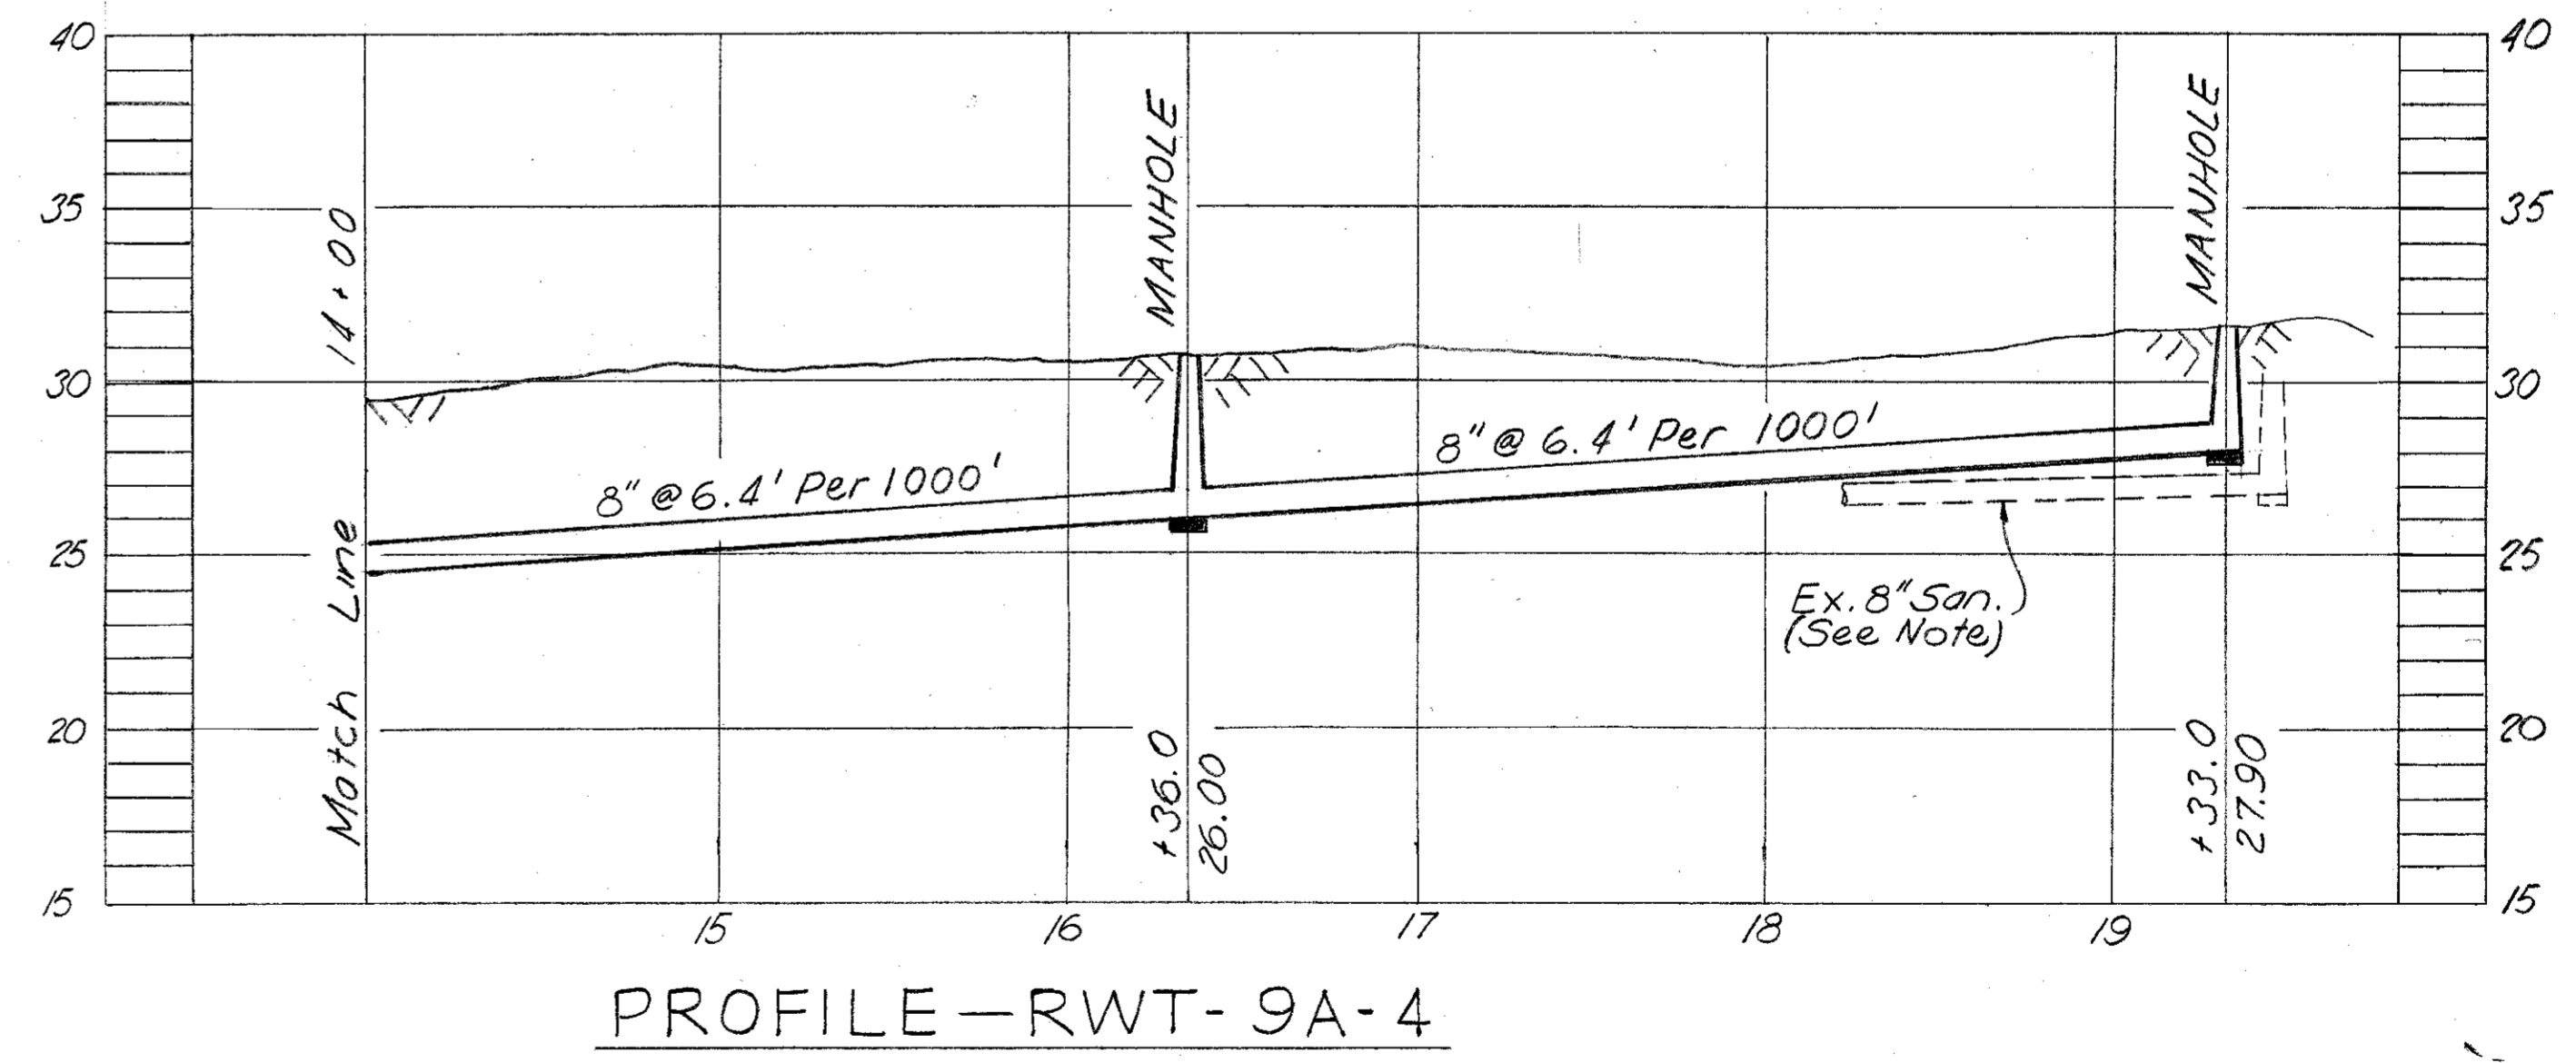 40
35
30
25
20
15
40
35
30
25
20
15
Match Line 14+00
MANHOLE
MANHOLE
8" @ 6.4' Per 1000'
8" @ 6.4' Per 1000'
Ex. 8" San.
(See Note)
+36.0
26.00
+33.0
27.90
15 16 17 18 19
PROFILE — RWT- 9A-4